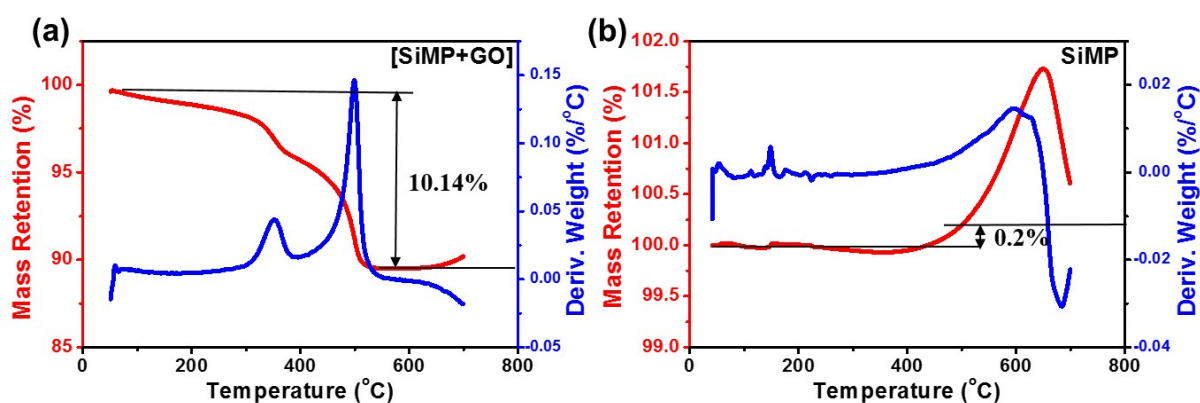 (a)
[SiMP+GO]
Mass Retention (%)
100
95
90
85
0.15
0.10
0.05
0.00
-0.05
Deriv. Weight (%/°C)
10.14%
0 200 400 600 800
Temperature (°C)
(b)
SiMP
Mass Retention (%)
102.0
101.5
101.0
100.5
100.0
99.5
99.0
0.02
0.00
-0.02
-0.04
Deriv. Weight (%/°C)
0.2%
0 200 400 600 800
Temperature (°C)